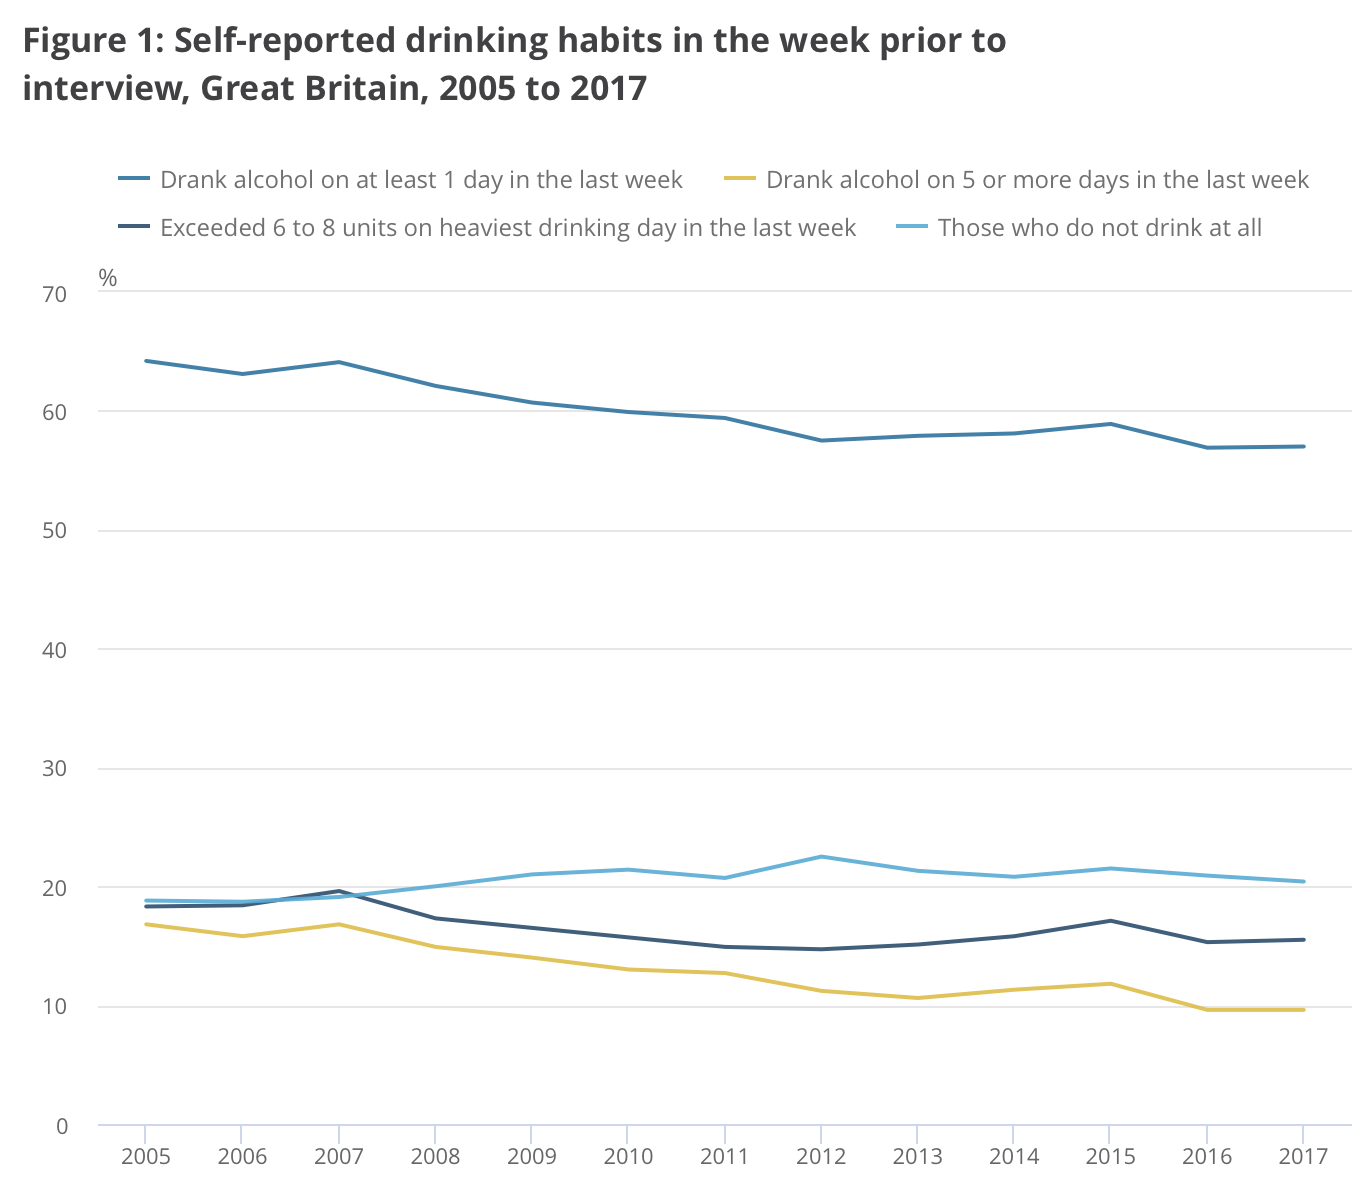 Figure 1: Self-reported drinking habits in the week prior to
interview, Great Britain, 2005 to 2017
Drank alcohol on at least 1 day in the last week
Drank alcohol on 5 or more days in the last week
Exceeded 6 to 8 units on heaviest drinking day in the last week
Those who do not drink at all
%
70
60
50
40
30
20
10
0
2005 2006 2007 2008 2009 2010 2011 2012 2013 2014 2015 2016 2017